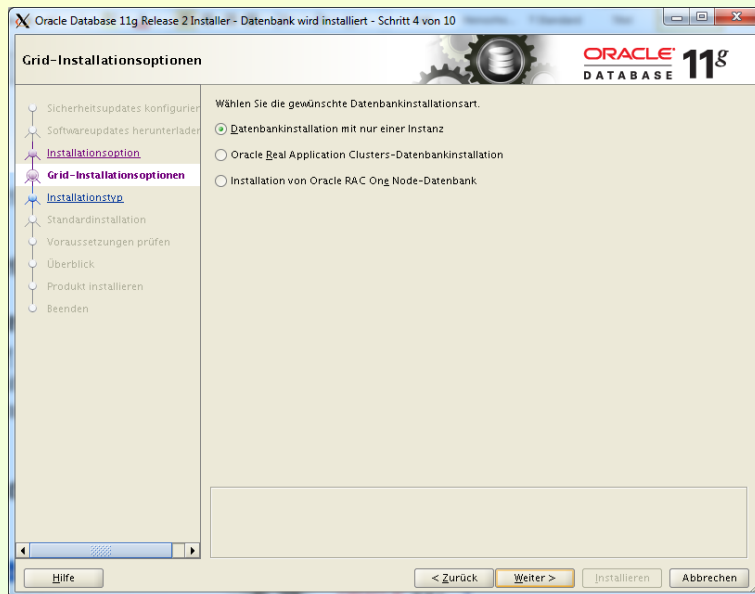 Oracle Database 11g Release 2 Installer - Datenbank wird installiert - Schritt 4 von 10
Grid-Installationsoptionen
ORACLE
DATABASE 11g
Sicherheitsupdates konfigurier
Softwareupdates herunterlader
Installationsoption
Grid-Installationsoptionen
Installationstyp
Standardinstallation
Voraussetzungen prüfen
Überblick
Produkt installieren
Beenden
Wählen Sie die gewünschte Datenbankinstallationsart.
Datenbankinstallation mit nur einer Instanz
Oracle Real Application Clusters-Datenbankinstallation
Installation von Oracle RAC One Node-Datenbank
Hilfe
< Zurück
Weiter >
Installieren
Abbrechen